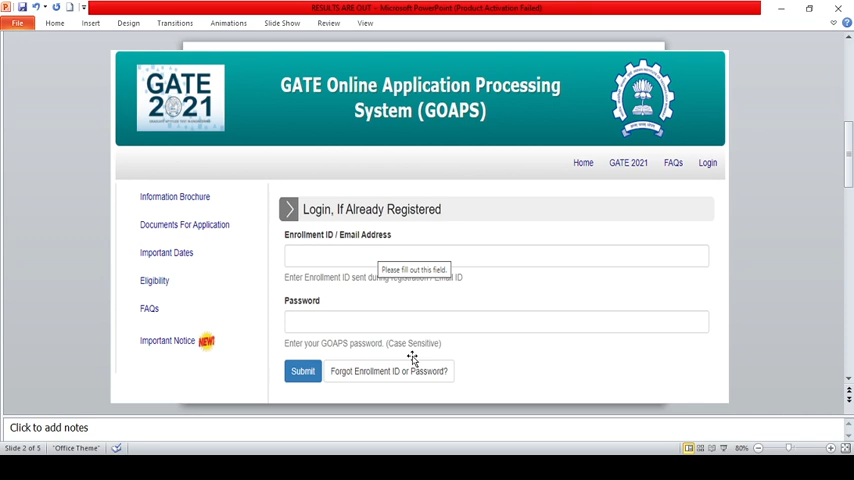 RESULTS ARE OUT - Microsoft PowerPoint (Product Activation Failed)
File Home Insert Design Transitions Animations Slide Show Review View
GATE
2021
GATE Online Application Processing
System (GOAPS)
Home GATE 2021 FAQs Login
Information Brochure
Documents For Application
Important Dates
Eligibility
FAQs
Important Notice NEW!
Login, If Already Registered
Enrollment ID / Email Address
Please fill out this field.
Enter Enrollment ID sent during registration / Email ID
Password
Enter your GOAPS password. (Case Sensitive)
Submit Forgot Enrollment ID or Password?
Click to add notes
Slide 2 of 5 "Office Theme" 80%